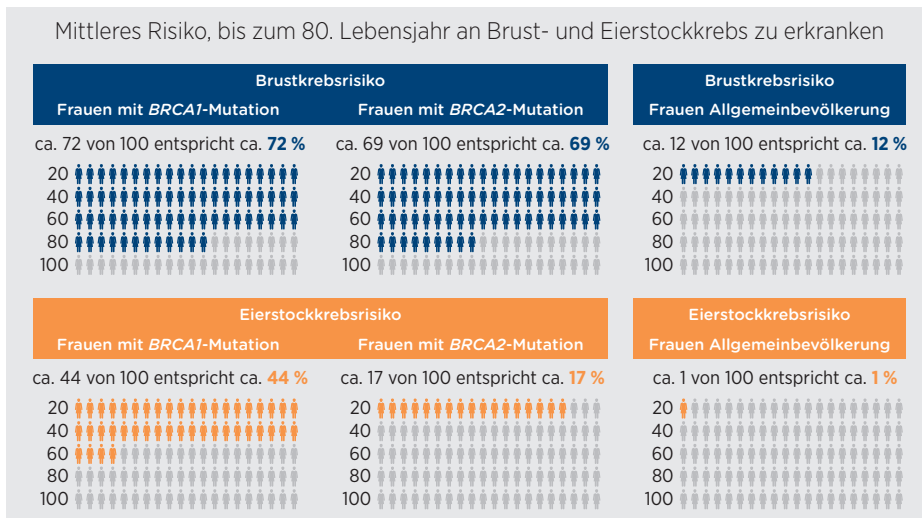 Mittleres Risiko, bis zum 80. Lebensjahr an Brust- und Eierstockkrebs zu erkranken
Brustkrebsrisiko
Frauen mit BRCA1-Mutation
Frauen mit BRCA2-Mutation
ca. 72 von 100 entspricht ca. 72 %
ca. 69 von 100 entspricht ca. 69 %
20
40
60
80
100
20
40
60
80
100
Brustkrebsrisiko
Frauen Allgemeinbevölkerung
ca. 12 von 100 entspricht ca. 12 %
20
40
60
80
100
Eierstockkrebsrisiko
Frauen mit BRCA1-Mutation
Frauen mit BRCA2-Mutation
ca. 44 von 100 entspricht ca. 44 %
ca. 17 von 100 entspricht ca. 17 %
20
40
60
80
100
20
40
60
80
100
Eierstockkrebsrisiko
Frauen Allgemeinbevölkerung
ca. 1 von 100 entspricht ca. 1 %
20
40
60
80
100